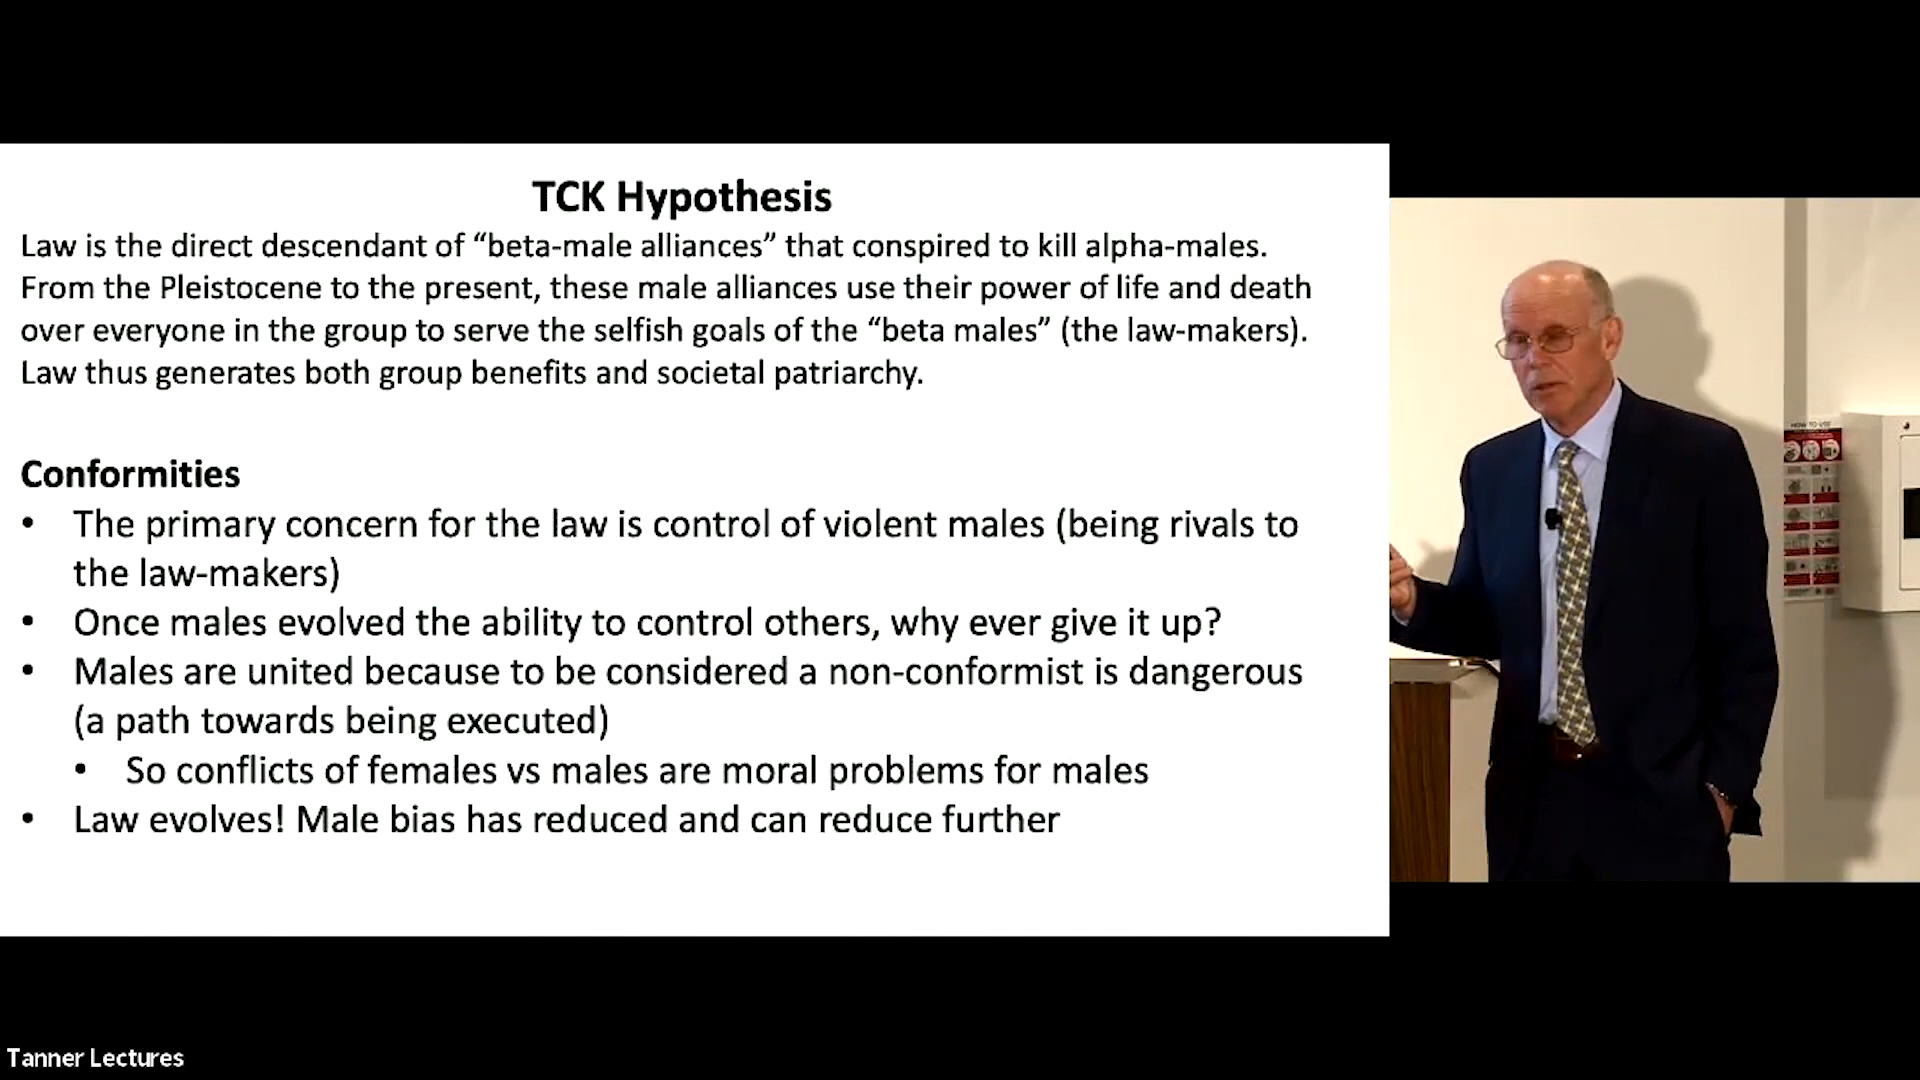 TCK Hypothesis
Law is the direct descendant of “beta-male alliances” that conspired to kill alpha-males.
From the Pleistocene to the present, these male alliances use their power of life and death
over everyone in the group to serve the selfish goals of the “beta males” (the law-makers).
Law thus generates both group benefits and societal patriarchy.
Conformities
• The primary concern for the law is control of violent males (being rivals to
the law-makers)
• Once males evolved the ability to control others, why ever give it up?
• Males are united because to be considered a non-conformist is dangerous
(a path towards being executed)
• So conflicts of females vs males are moral problems for males
• Law evolves! Male bias has reduced and can reduce further
HOW TO USE
Tanner Lectures